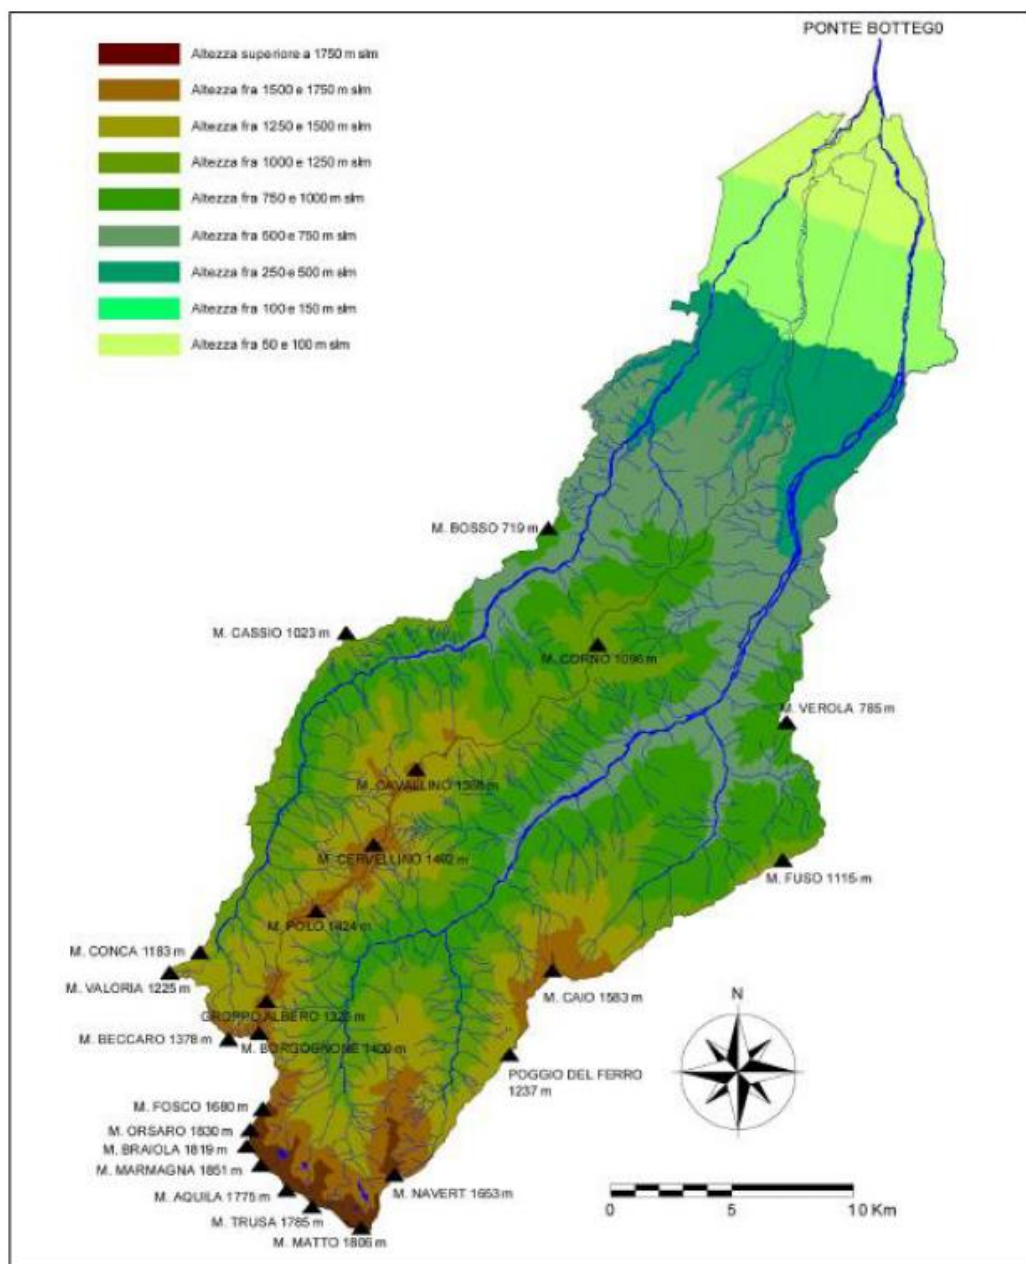 PONTE BOTTEG0
Altezza superiore a 1750 m slm
Altezza fra 1500 e 1750 m slm
Altezza fra 1250 e 1500 m slm
Altezza fra 1000 e 1250 m slm
Altezza fra 750 e 1000 m slm
Altezza fra 500 e 750 m slm
Altezza fra 250 e 500 m slm
Altezza fra 100 e 150 m slm
Altezza fra 50 e 100 m slm
M. BOSSO 719 m
M. CASSIO 1023 m
M. CORNO 1096 m
M. VEROLA 785 m
M. CAVALLINO m
M. CERVELLINO 1492 m
M. FUSO 1115 m
M. POLO 1424 m
M. CONCA 1183 m
M. VALORIA 1225 m
M. CAIO 1583 m
N
GROPPO ALBERO m
M. BECCARO 1378 m
M. BORGOGNONE 1400 m
POGGIO DEL FERRO
1237 m
M. FOSCO 1680 m
M. ORSARO 1830 m
M. BRAIOLA 1819 m
M. MARMAGNA 1851 m
M. AQUILA 1775 m
M. NAVERT 1653 m
M. TRUSA 1785 m
M. MATTO 1806 m
0 5 10 Km